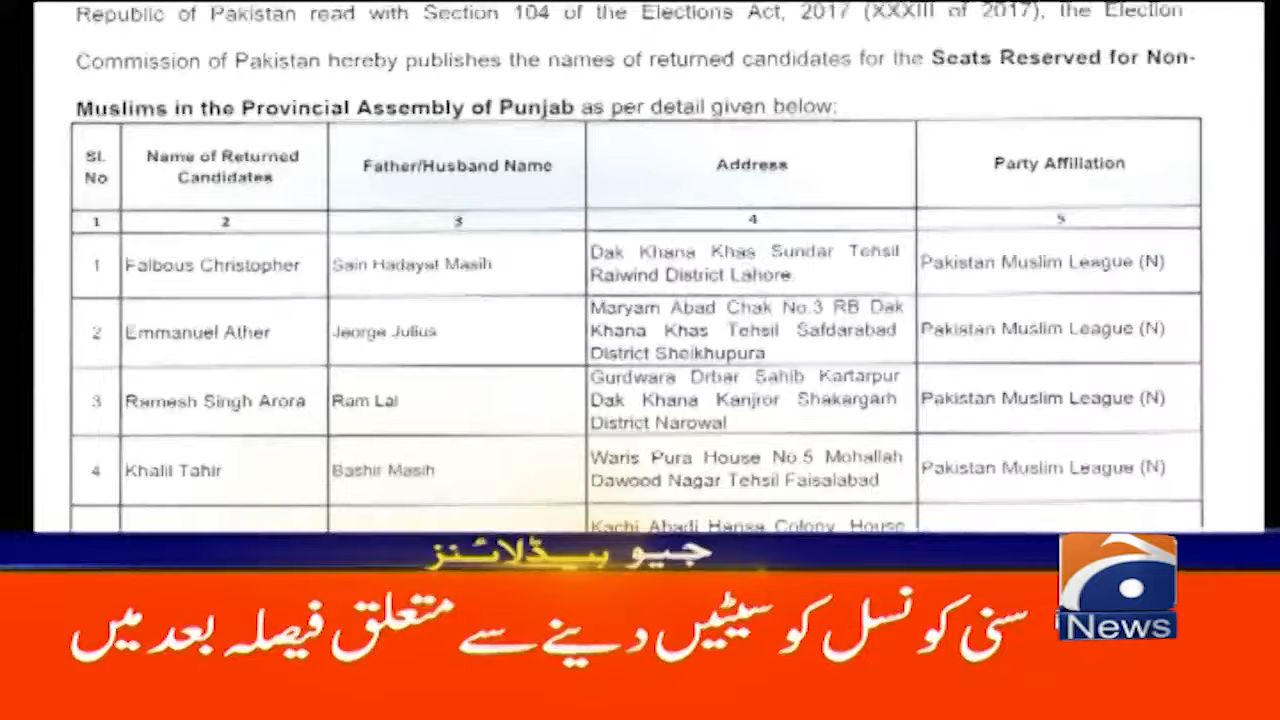 Republic of Pakistan read with Section 104 of the Elections Act, 2017 (XXXIII of 2017), the Election
Commission of Pakistan hereby publishes the names of returned candidates for the Seats Reserved for Non-
Muslims in the Provincial Assembly of Punjab as per detail given below:
Sl. No | Name of Returned Candidates | Father/Husband Name | Address | Party Affiliation
1 | 2 | 3 | 4 | 5
1 | Falbous Christopher | Sain Hadayat Masih | Dak Khana Khas Sundar Tehsil Raiwind District Lahore | Pakistan Muslim League (N)
2 | Emmanuel Ather | Jeorge Julius | Maryam Abad Chak No.3 RB Dak Khana Khas Tehsil Safdarabad District Sheikhupura | Pakistan Muslim League (N)
3 | Ramesh Singh Arora | Ram Lal | Gurdwara Drbar Sahib Kartarpur Dak Khana Kanjror Shakargarh District Narowal | Pakistan Muslim League (N)
4 | Khalil Tahir | Bashir Masih | Waris Pura House No.5 Mohallah Dawood Nagar Tehsil Faisalabad | Pakistan Muslim League (N)
Kachi Abadi Hansa Colony, House
جیو ہیڈلائنز
سنی کونسل کو سیٹیں دینے سے متعلق فیصلہ بعد میں
News